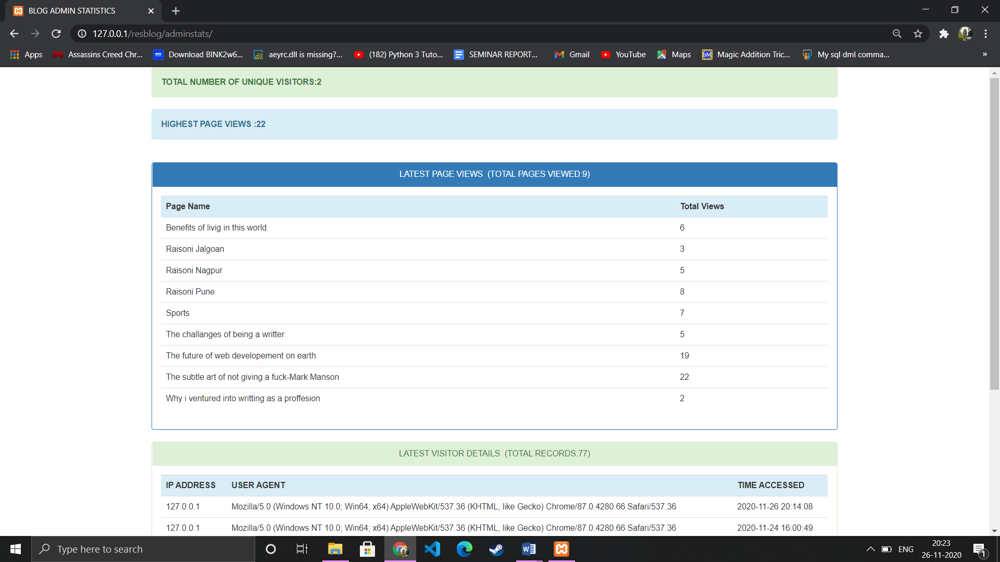 BLOG ADMIN STATISTICS
127.0.0.1/resblog/adminstats/
Apps Assassins Creed Chr... Download BINK2w6... aeyrc.dll is missing?... (182) Python 3 Tuto... SEMINAR REPORT... Gmail YouTube Maps bM Magic Addition Tric... My sql dml comma... »
TOTAL NUMBER OF UNIQUE VISITORS:2
HIGHEST PAGE VIEWS :22
LATEST PAGE VIEWS (TOTAL PAGES VIEWED:9)
Page Name Total Views
Benefits of livig in this world 6
Raisoni Jalgoan 3
Raisoni Nagpur 5
Raisoni Pune 8
Sports 7
The challanges of being a writter 5
The future of web developement on earth 19
The subtle art of not giving a fuck-Mark Manson 22
Why i ventured into writting as a proffesion 2
LATEST VISITOR DETAILS (TOTAL RECORDS:77)
IP ADDRESS USER AGENT TIME ACCESSED
127.0.0.1 Mozilla/5.0 (Windows NT 10.0; Win64; x64) AppleWebKit/537.36 (KHTML, like Gecko) Chrome/87.0.4280.66 Safari/537.36 2020-11-26 20:14:08
127.0.0.1 Mozilla/5.0 (Windows NT 10.0; Win64; x64) AppleWebKit/537.36 (KHTML, like Gecko) Chrome/87.0.4280.66 Safari/537.36 2020-11-24 16:00:49
Type here to search
ENG
20:23
26-11-2020
1